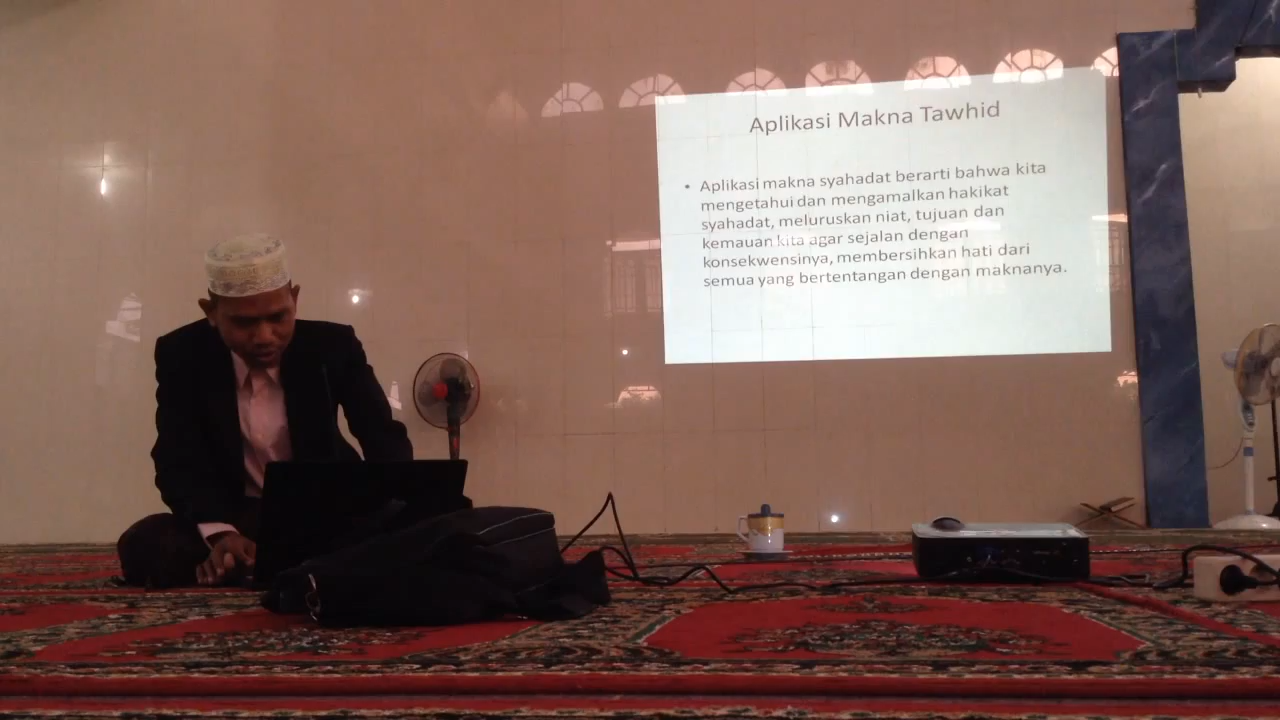 Aplikasi Makna Tawhid
• Aplikasi makna syahadat berarti bahwa kita
mengetahui dan mengamalkan hakikat
syahadat, meluruskan niat, tujuan dan
kemauan kita agar sejalan dengan
konsekwensinya, membersihkan hati dari
semua yang bertentangan dengan maknanya.